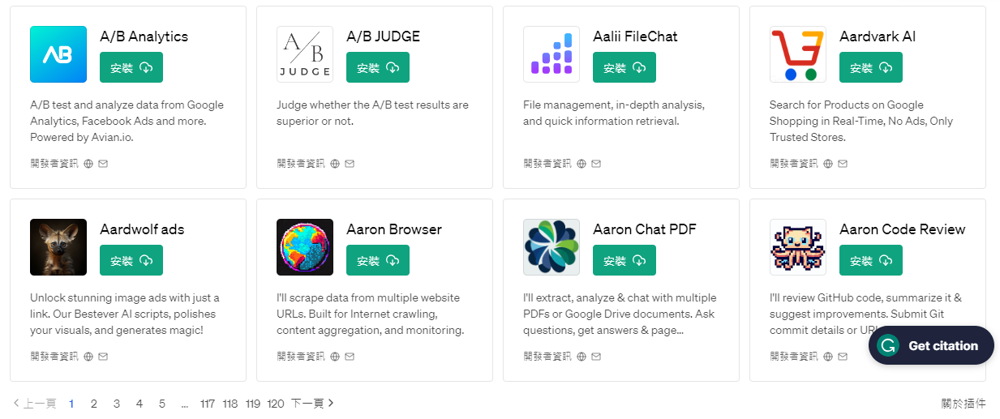 A/B Analytics
安裝
A/B test and analyze data from Google
Analytics, Facebook Ads and more.
Powered by Avian.io.
開發者資訊
A/B JUDGE
A/B
JUDGE
安裝
Judge whether the A/B test results are
superior or not.
開發者資訊
Aalii FileChat
安裝
File management, in-depth analysis,
and quick information retrieval.
開發者資訊
Aardvark AI
安裝
Search for Products on Google
Shopping in Real-Time, No Ads, Only
Trusted Stores.
開發者資訊
Aardwolf ads
安裝
Unlock stunning image ads with just a
link. Our Bestever AI scripts, polishes
your visuals, and generates magic!
開發者資訊
Aaron Browser
安裝
I'll scrape data from multiple website
URLs. Built for Internet crawling,
content aggregation, and monitoring.
開發者資訊
Aaron Chat PDF
安裝
I'll extract, analyze & chat with multiple
PDFs or Google Drive documents. Ask
questions, get answers & page...
開發者資訊
Aaron Code Review
安裝
I'll review GitHub code, summarize it &
suggest improvements. Submit Git
commit details or
開發者資訊
Get citation
上一頁 1 2 3 4 5 ... 117 118 119 120 下一頁
關於插件